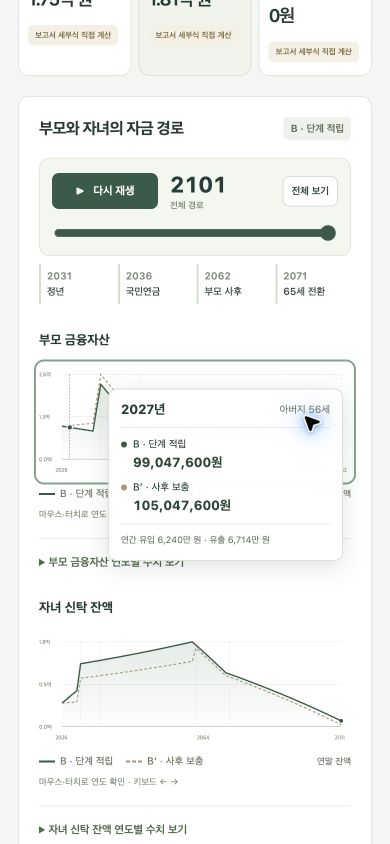 0원
보고서 세부식 직접 계산
보고서 세부식 직접 계산
보고서 세부식 직접 계산
부모와 자녀의 자금 경로
B · 단계 적립
▶ 다시 재생
2101
전체 경로
전체 보기
2031
정년
2036
국민연금
2062
부모 사후
2071
65세 전환
부모 금융자산
2.6억
1.3억
0.0억
2026
2027년
아버지 56세
B · 단계 적립
99,047,600원
B′ · 사후 보충
105,047,600원
연간 유입 6,240만 원 · 유출 6,714만 원
B · 단계 적
마우스·터치로 연도
▶ 부모 금융자산 연도별 수치 보기
자녀 신탁 잔액
1.8억
0.9억
0.0억
2026
2064
2101
B · 단계 적립
B′ · 사후 보충
연말 잔액
마우스·터치로 연도 확인 · 키보드 ← →
▶ 자녀 신탁 잔액 연도별 수치 보기